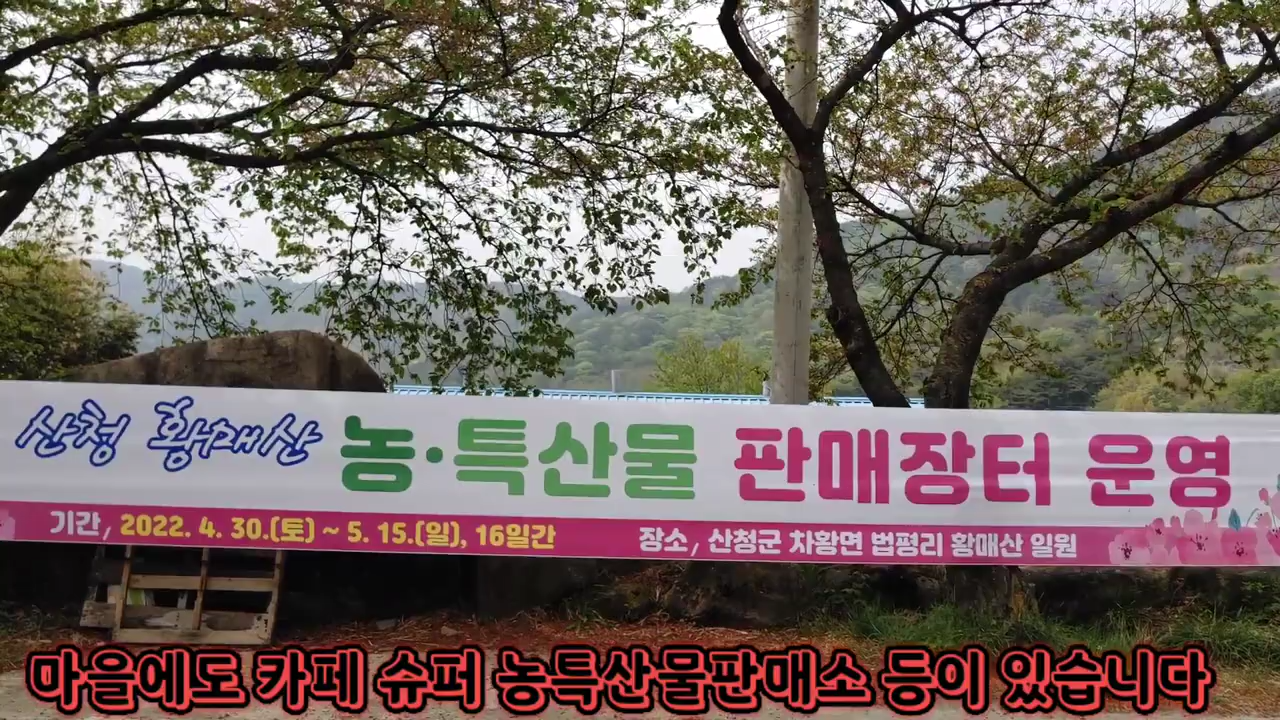 산청 황매산 농·특산물 판매장터 운영
기간, 2022. 4. 30.(토) ~ 5. 15.(일), 16일간 장소, 산청군 차황면 법평리 황매산 일원
마을에도 카페 슈퍼 농특산물판매소 등이 있습니다